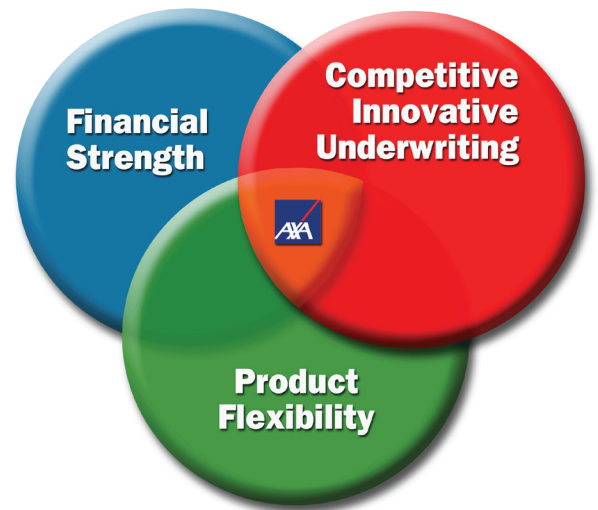 Financial
Strength
Competitive
Innovative
Underwriting
AXA
Product
Flexibility